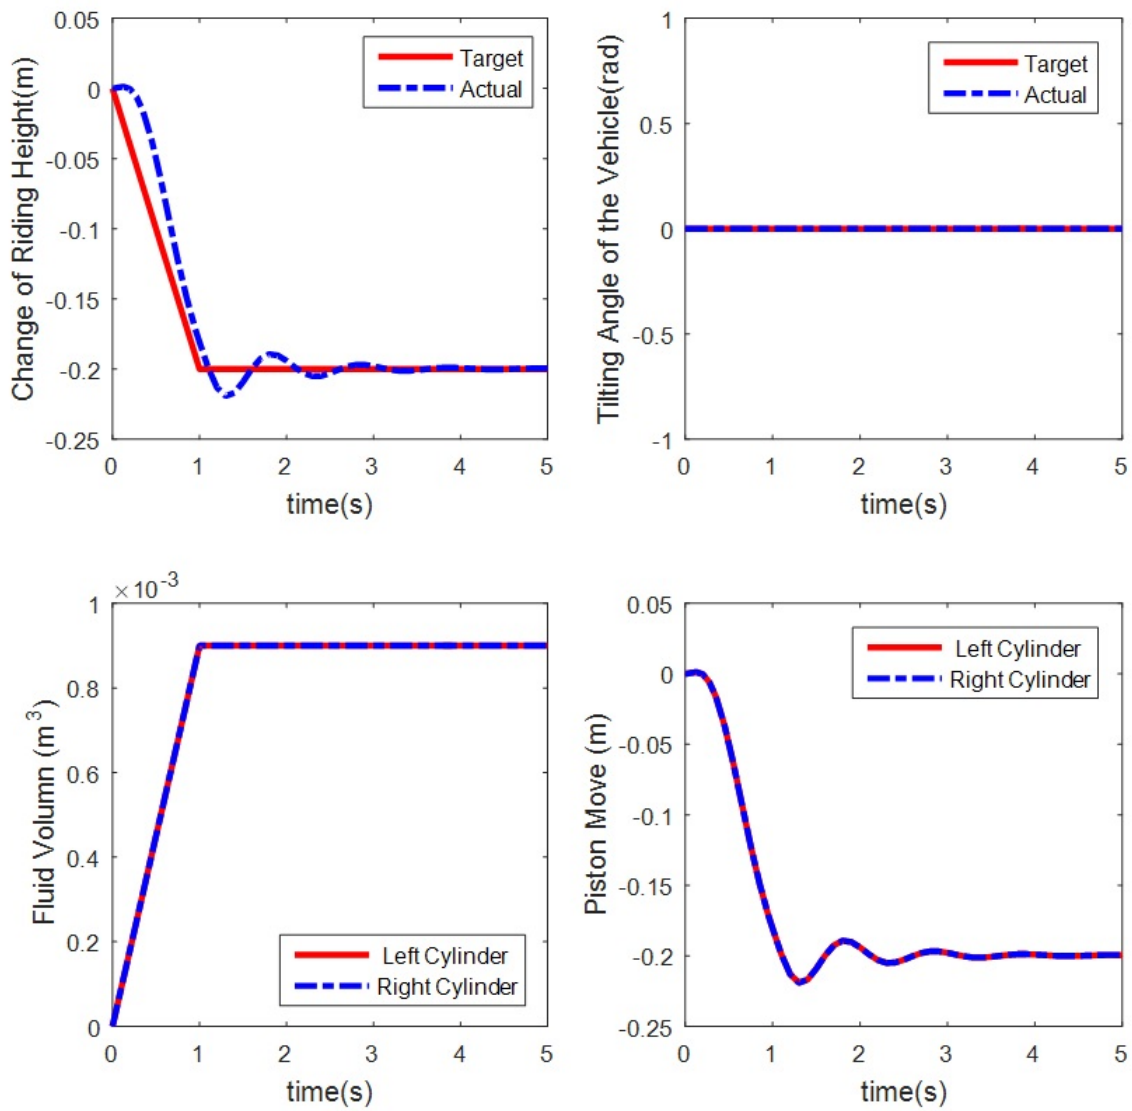 0.05
0
-0.05
-0.1
-0.15
-0.2
-0.25
Change of Riding Height(m)
Target
Actual
0 1 2 3 4 5
time(s)
1
0.5
0
-0.5
-1
Tilting Angle of the Vehicle(rad)
Target
Actual
0 1 2 3 4 5
time(s)
×10⁻³
1
0.8
0.6
0.4
0.2
0
Fluid Volumn (m³)
Left Cylinder
Right Cylinder
0 1 2 3 4 5
time(s)
0.05
0
-0.05
-0.1
-0.15
-0.2
-0.25
Piston Move (m)
Left Cylinder
Right Cylinder
0 1 2 3 4 5
time(s)